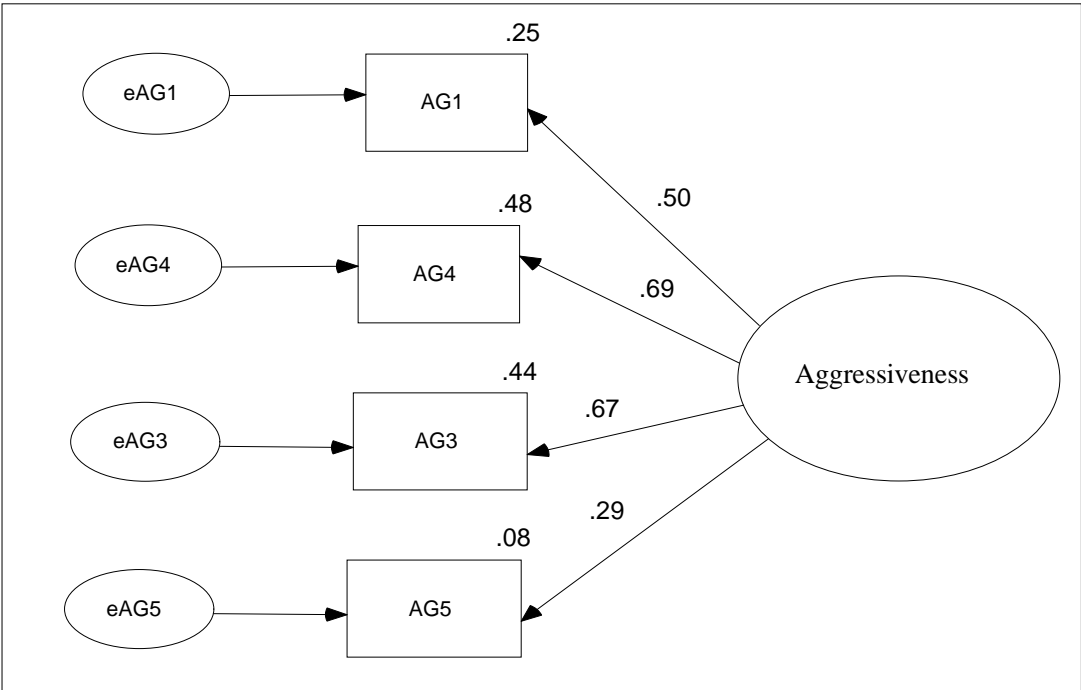 .25
eAG1
AG1
.50
.48
eAG4
AG4
.69
Aggressiveness
.44
eAG3
AG3
.67
.29
.08
eAG5
AG5